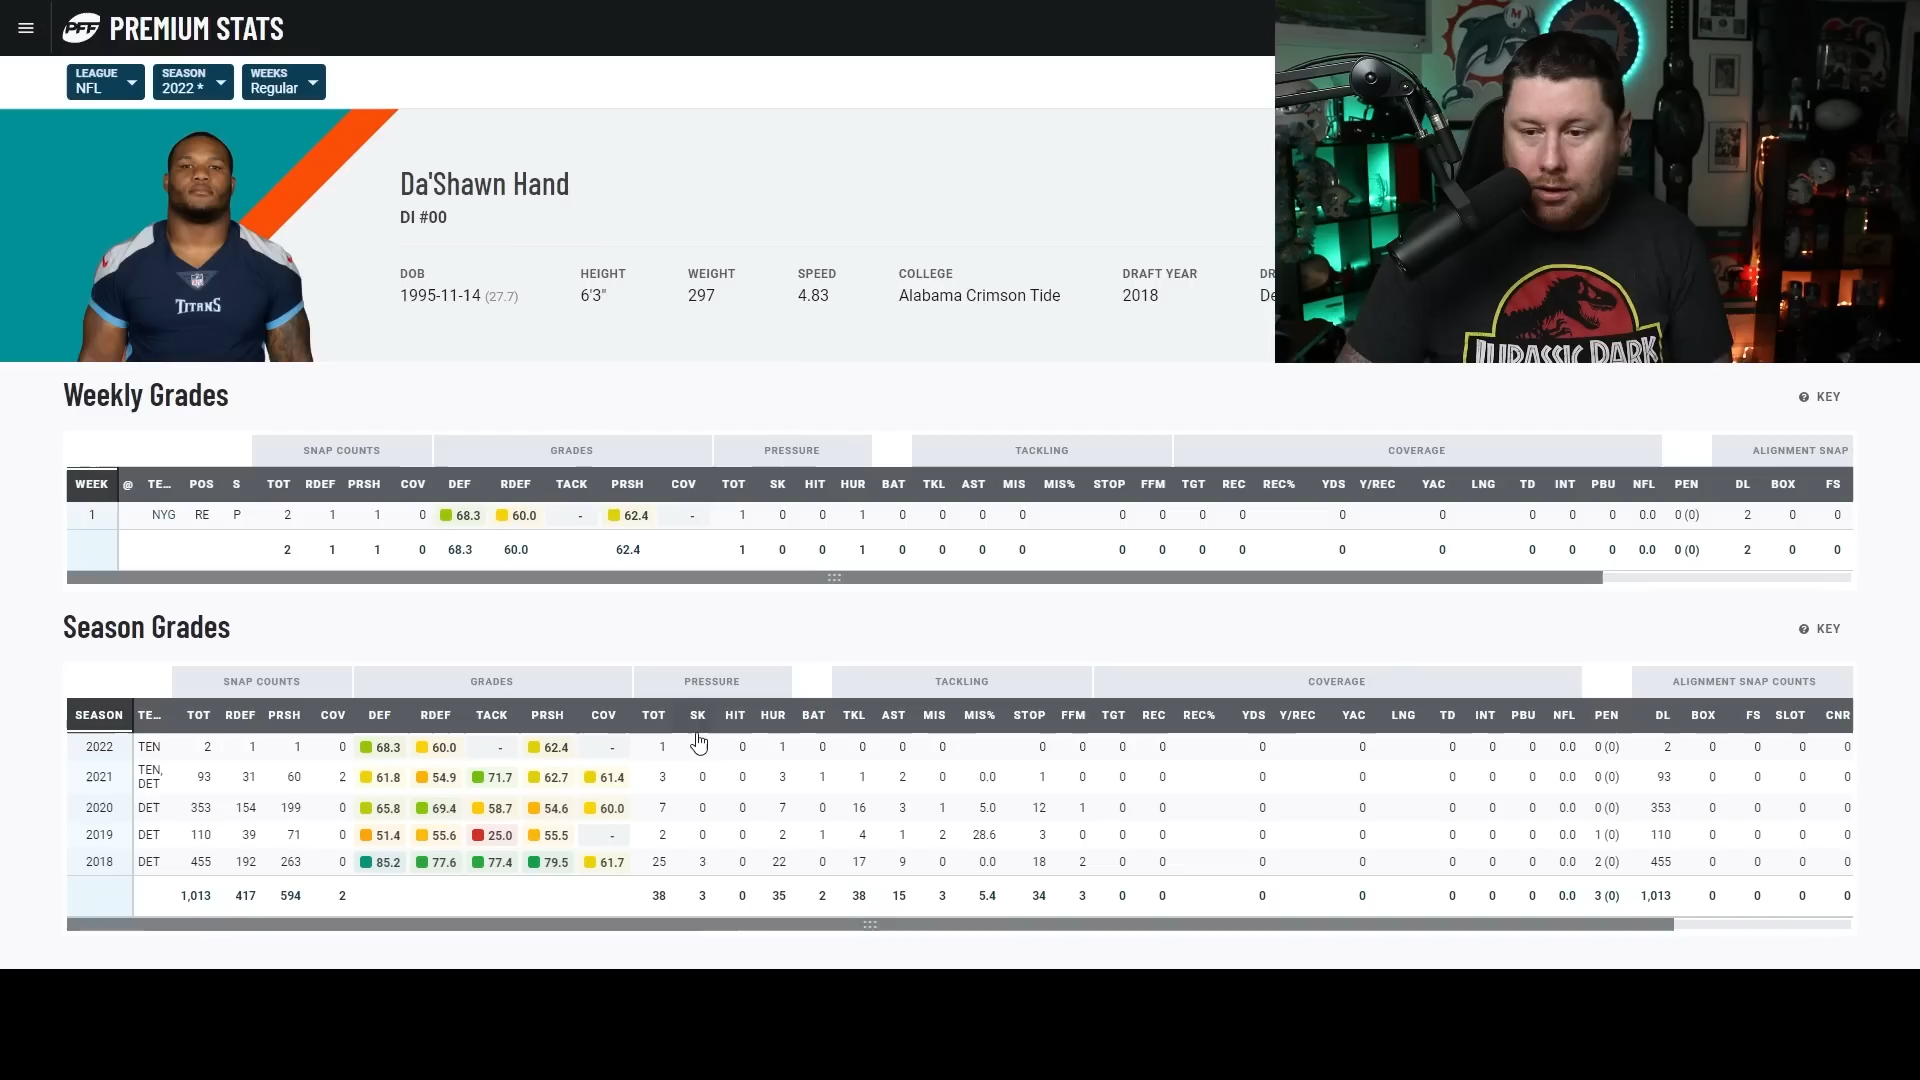 PFF PREMIUM STATS
LEAGUE
NFL
SEASON
2022 *
WEEKS
Regular
Da'Shawn Hand
DI #00
DOB HEIGHT WEIGHT SPEED COLLEGE DRAFT YEAR DR
1995-11-14 (27.7) 6'3" 297 4.83 Alabama Crimson Tide 2018 De
NFL
TITANS
M
JURASSIC PARK
Weekly Grades
KEY
SNAP COUNTS GRADES PRESSURE TACKLING COVERAGE ALIGNMENT SNAP
WEEK @ TE... POS S TOT RDEF PRSH COV DEF RDEF TACK PRSH COV TOT SK HIT HUR BAT TKL AST MIS MIS% STOP FFM TGT REC REC% YDS Y/REC YAC LNG TD INT PBU NFL PEN DL BOX FS
1 NYG RE P 2 1 1 0 68.3 60.0 - 62.4 - 1 0 0 1 0 0 0 0 0 0 0 0 0 0 0 0 0 0.0 0 (0) 2 0 0
2 1 1 0 68.3 60.0 62.4 1 0 0 1 0 0 0 0 0 0 0 0 0 0 0 0 0 0.0 0 (0) 2 0 0
Season Grades
KEY
SNAP COUNTS GRADES PRESSURE TACKLING COVERAGE ALIGNMENT SNAP COUNTS
SEASON TE... TOT RDEF PRSH COV DEF RDEF TACK PRSH COV TOT SK HIT HUR BAT TKL AST MIS MIS% STOP FFM TGT REC REC% YDS Y/REC YAC LNG TD INT PBU NFL PEN DL BOX FS SLOT CNR
2022 TEN 2 1 1 0 68.3 60.0 - 62.4 - 1 0 1 0 0 0 0 0 0 0 0 0 0 0 0 0 0.0 0 (0) 2 0 0 0 0
2021 TEN, DET 93 31 60 2 61.8 54.9 71.7 62.7 61.4 3 0 0 3 1 1 2 0 0.0 1 0 0 0 0 0 0 0 0 0.0 0 (0) 93 0 0 0 0
2020 DET 353 154 199 0 65.8 69.4 58.7 54.6 60.0 7 0 0 7 0 16 3 1 5.0 12 1 0 0 0 0 0 0 0 0.0 0 (0) 353 0 0 0 0
2019 DET 110 39 71 0 51.4 55.6 25.0 55.5 - 2 0 0 2 1 4 1 2 28.6 3 0 0 0 0 0 0 0 0 0.0 1 (0) 110 0 0 0 0
2018 DET 455 192 263 0 85.2 77.6 77.4 79.5 61.7 25 3 0 22 0 17 9 0 0.0 18 2 0 0 0 0 0 0 0 0.0 2 (0) 455 0 0 0 0
1,013 417 594 2 38 3 0 35 2 38 15 3 5.4 34 3 0 0 0 0 0 0 0 0.0 3 (0) 1,013 0 0 0 0